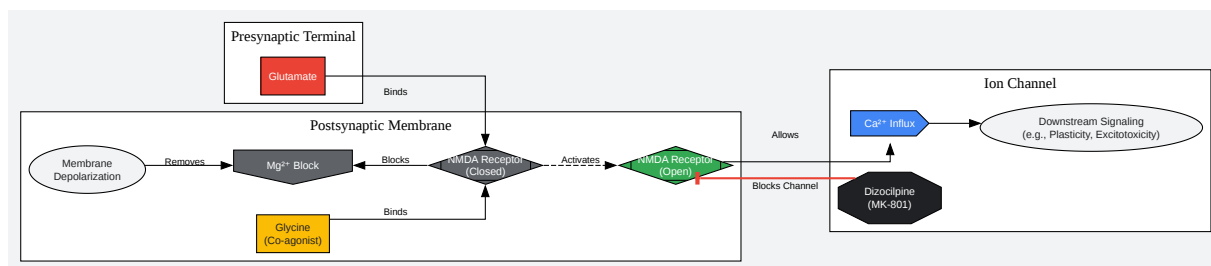 Presynaptic Terminal
Glutamate
Binds
Ion Channel
Ca²⁺ Influx
Downstream Signaling
(e.g., Plasticity, Excitotoxicity)
Postsynaptic Membrane
Allows
Membrane
Depolarization
Removes
Mg²⁺ Block
Blocks
NMDA Receptor
(Closed)
Activates
NMDA Receptor
(Open)
Blocks Channel
Dizocilpine
(MK-801)
Binds
Glycine
(Co-agonist)